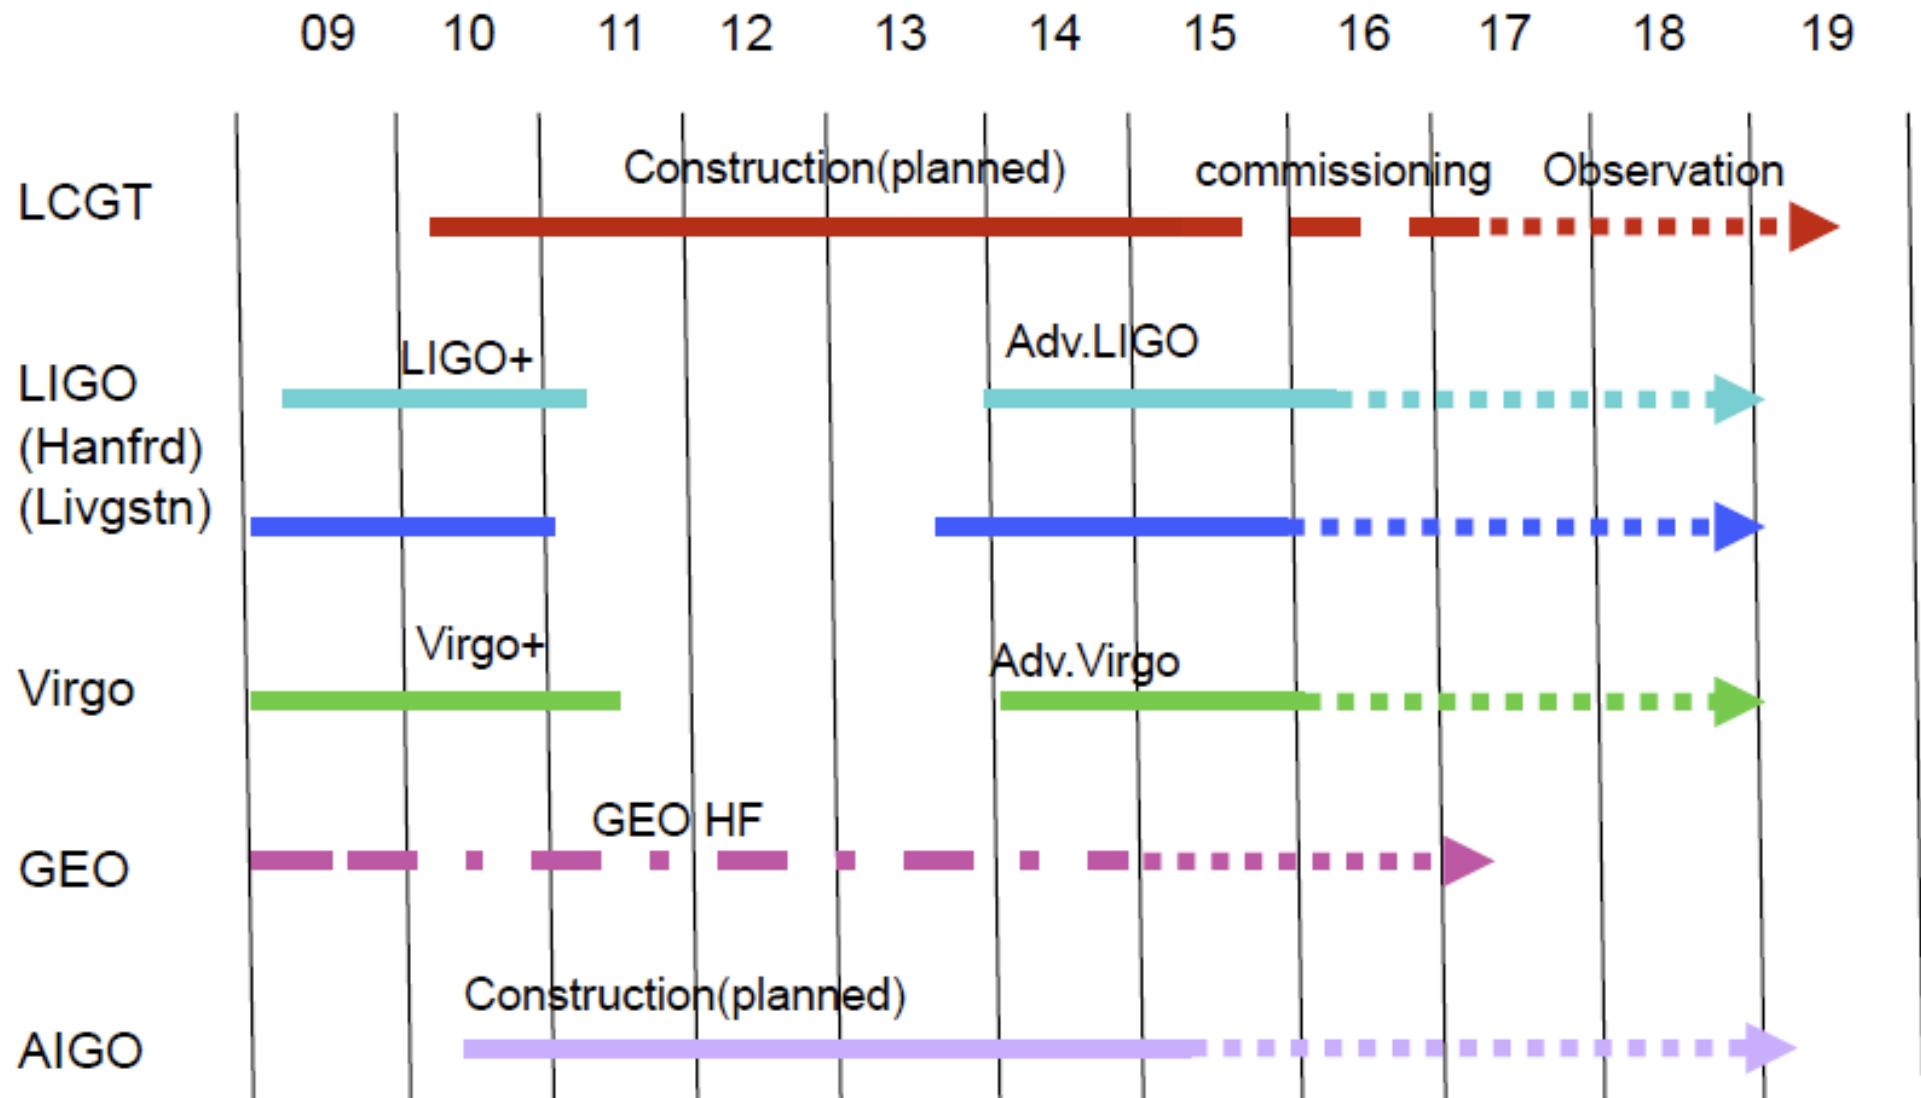 09 10 11 12 13 14 15 16 17 18 19
Construction(planned) commissioning Observation
LCGT
LIGO+ Adv.LIGO
LIGO
(Hanfrd)
(Livgstn)
Virgo+ Adv.Virgo
Virgo
GEO HF
GEO
Construction(planned)
AIGO